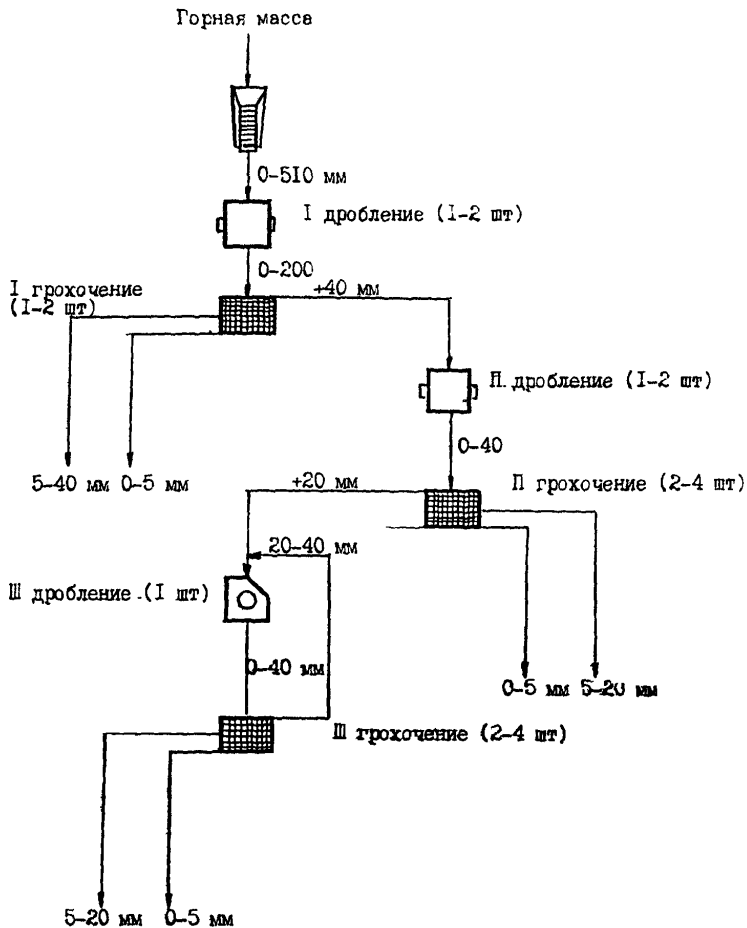 Горная масса
0-510 мм
I дробление (I-2 шт)
0-200
I грохочение
(I-2 шт)
+40 мм
П дробление (I-2 шт)
0-40
5-40 мм 0-5 мм
+20 мм
П грохочение (2-4 шт)
20-40 мм
Ш дробление (I шт)
0-40 мм
0-5 мм 5-20 мм
Ш грохочение (2-4 шт)
5-20 мм 0-5 мм